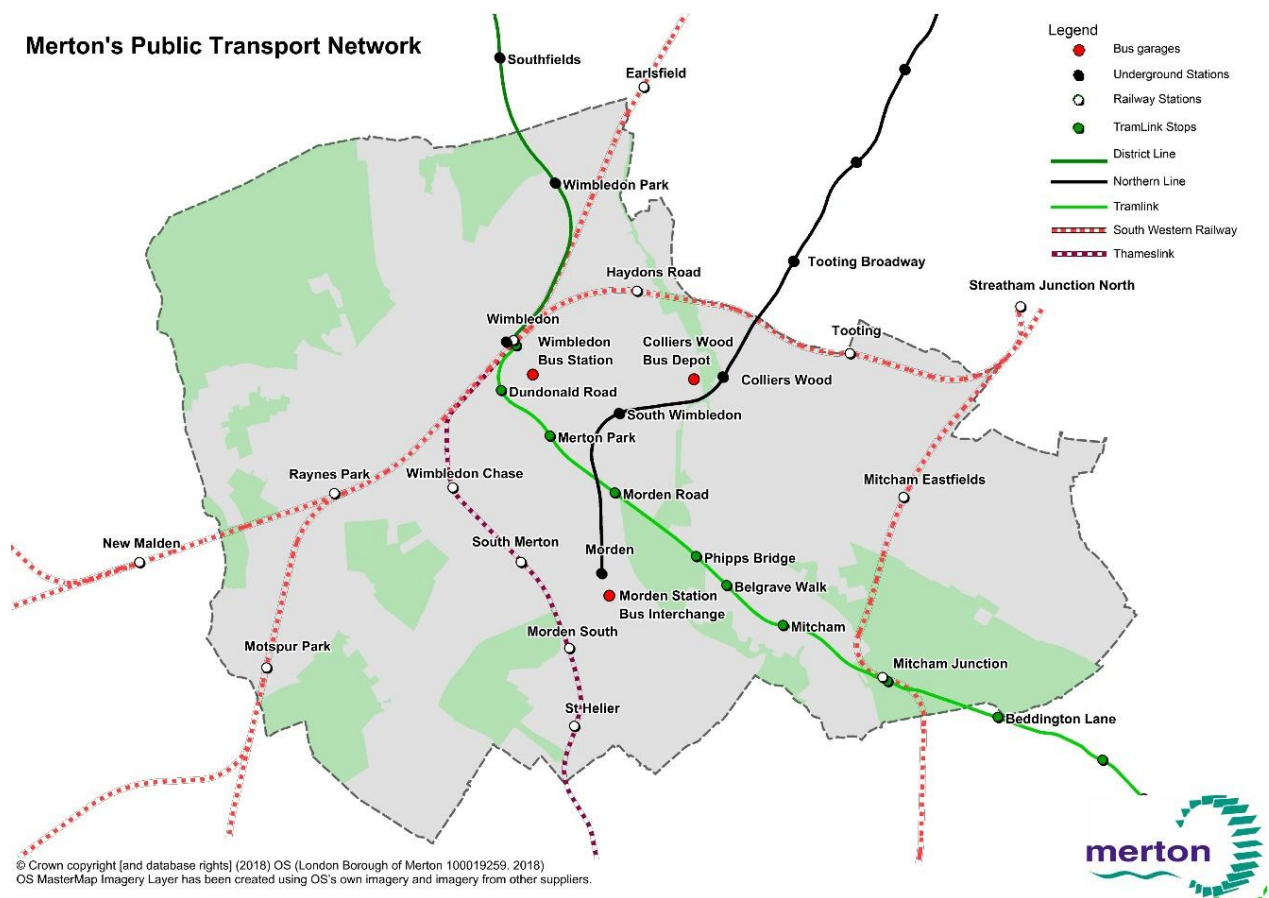 Merton's Public Transport Network
Legend
Bus garages
Underground Stations
Railway Stations
TramLink Stops
District Line
Northern Line
Tramlink
South Western Railway
Thameslink
Southfields
Earlsfield
Wimbledon Park
Tooting Broadway
Haydons Road
Streatham Junction North
Wimbledon
Wimbledon
Bus Station
Colliers Wood
Bus Depot
Tooting
Colliers Wood
Dundonald Road
South Wimbledon
Merton Park
Raynes Park
Wimbledon Chase
Morden Road
Mitcham Eastfields
New Malden
South Merton
Morden
Phipps Bridge
Belgrave Walk
Morden Station
Bus Interchange
Mitcham
Morden South
Motspur Park
Mitcham Junction
St Helier
Beddington Lane
merton
© Crown copyright [and database rights] (2018) OS (London Borough of Merton 100019259. 2018)
OS MasterMap Imagery Layer has been created using OS's own imagery and imagery from other suppliers.